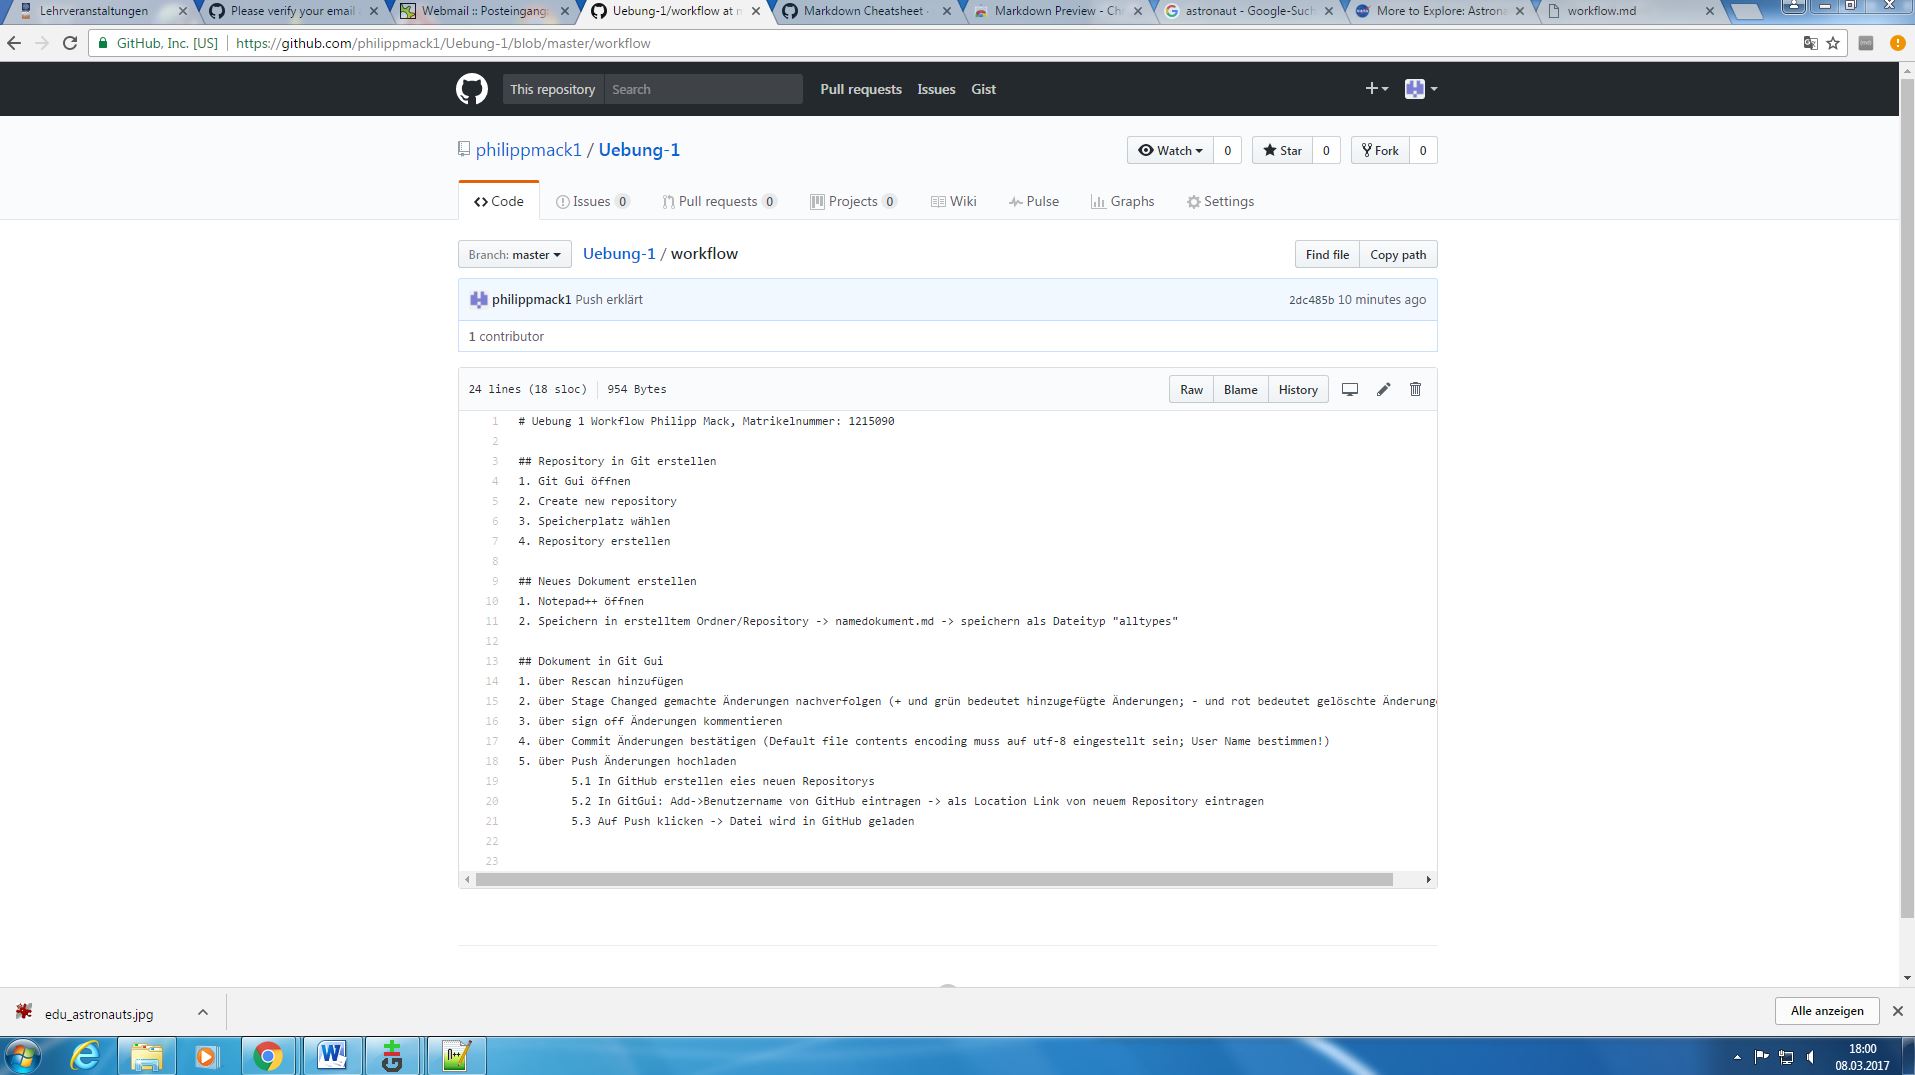 Lehrveranstaltungen
Please verify your email
Webmail :: Posteingang
Uebung-1/workflow at m
Markdown Cheatsheet
Markdown Preview - Ch
astronaut - Google-Such
More to Explore: Astrona
workflow.md
GitHub, Inc. [US] https://github.com/philippmack1/Uebung-1/blob/master/workflow
This repository Search Pull requests Issues Gist
philippmack1 / Uebung-1
Watch 0 Star 0 Fork 0
Code Issues 0 Pull requests 0 Projects 0 Wiki Pulse Graphs Settings
Branch: master Uebung-1 / workflow Find file Copy path
philippmack1 Push erklärt 2dc485b 10 minutes ago
1 contributor
24 lines (18 sloc) 954 Bytes Raw Blame History
1 # Uebung 1 Workflow Philipp Mack, Matrikelnummer: 1215090
2
3 ## Repository in Git erstellen
4 1. Git Gui öffnen
5 2. Create new repository
6 3. Speicherplatz wählen
7 4. Repository erstellen
8
9 ## Neues Dokument erstellen
10 1. Notepad++ öffnen
11 2. Speichern in erstelltem Ordner/Repository -> namedokument.md -> speichern als Dateityp "alltypes"
12
13 ## Dokument in Git Gui
14 1. über Rescan hinzufügen
15 2. über Stage Changed gemachte Änderungen nachverfolgen (+ und grün bedeutet hinzugefügte Änderungen; - und rot bedeutet gelöschte Änderung
16 3. über sign off Änderungen kommentieren
17 4. über Commit Änderungen bestätigen (Default file contents encoding muss auf utf-8 eingestellt sein; User Name bestimmen!)
18 5. über Push Änderungen hochladen
19 5.1 In GitHub erstellen eies neuen Repositorys
20 5.2 In GitGui: Add->Benutzername von GitHub eintragen -> als Location Link von neuem Repository eintragen
21 5.3 Auf Push klicken -> Datei wird in GitHub geladen
22
23
edu_astronauts.jpg Alle anzeigen
18:00
08.03.2017